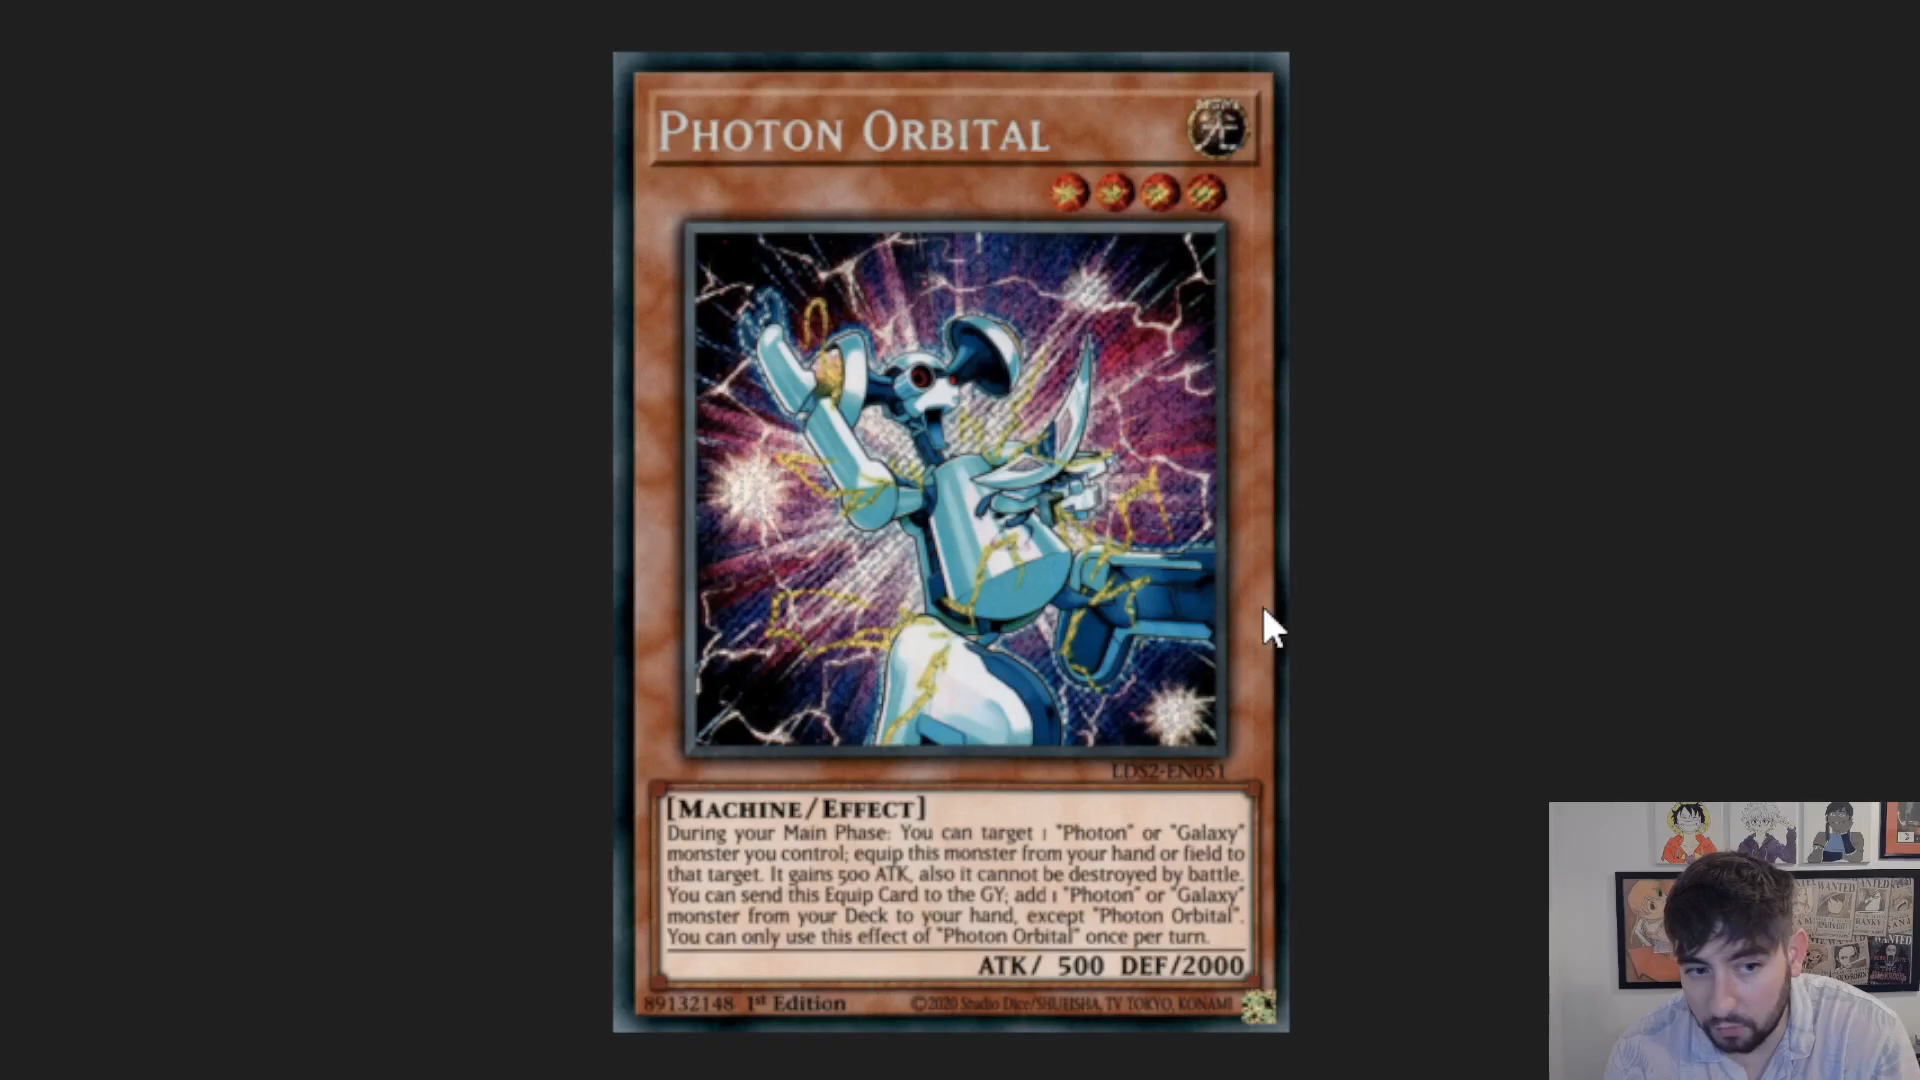 PHOTON ORBITAL
光
LDS2-EN051
[MACHINE/EFFECT]
During your Main Phase: You can target 1 "Photon" or "Galaxy"
monster you control; equip this monster from your hand or field to
that target. It gains 500 ATK, also it cannot be destroyed by battle.
You can send this Equip Card to the GY; add 1 "Photon" or "Galaxy"
monster from your Deck to your hand, except "Photon Orbital".
You can only use this effect of "Photon Orbital" once per turn.
ATK/ 500 DEF/2000
89132148 1st Edition ©2020 Studio Dice/SHUEISHA, TV TOKYO, KONAMI
WANTED WANTED
WANTED